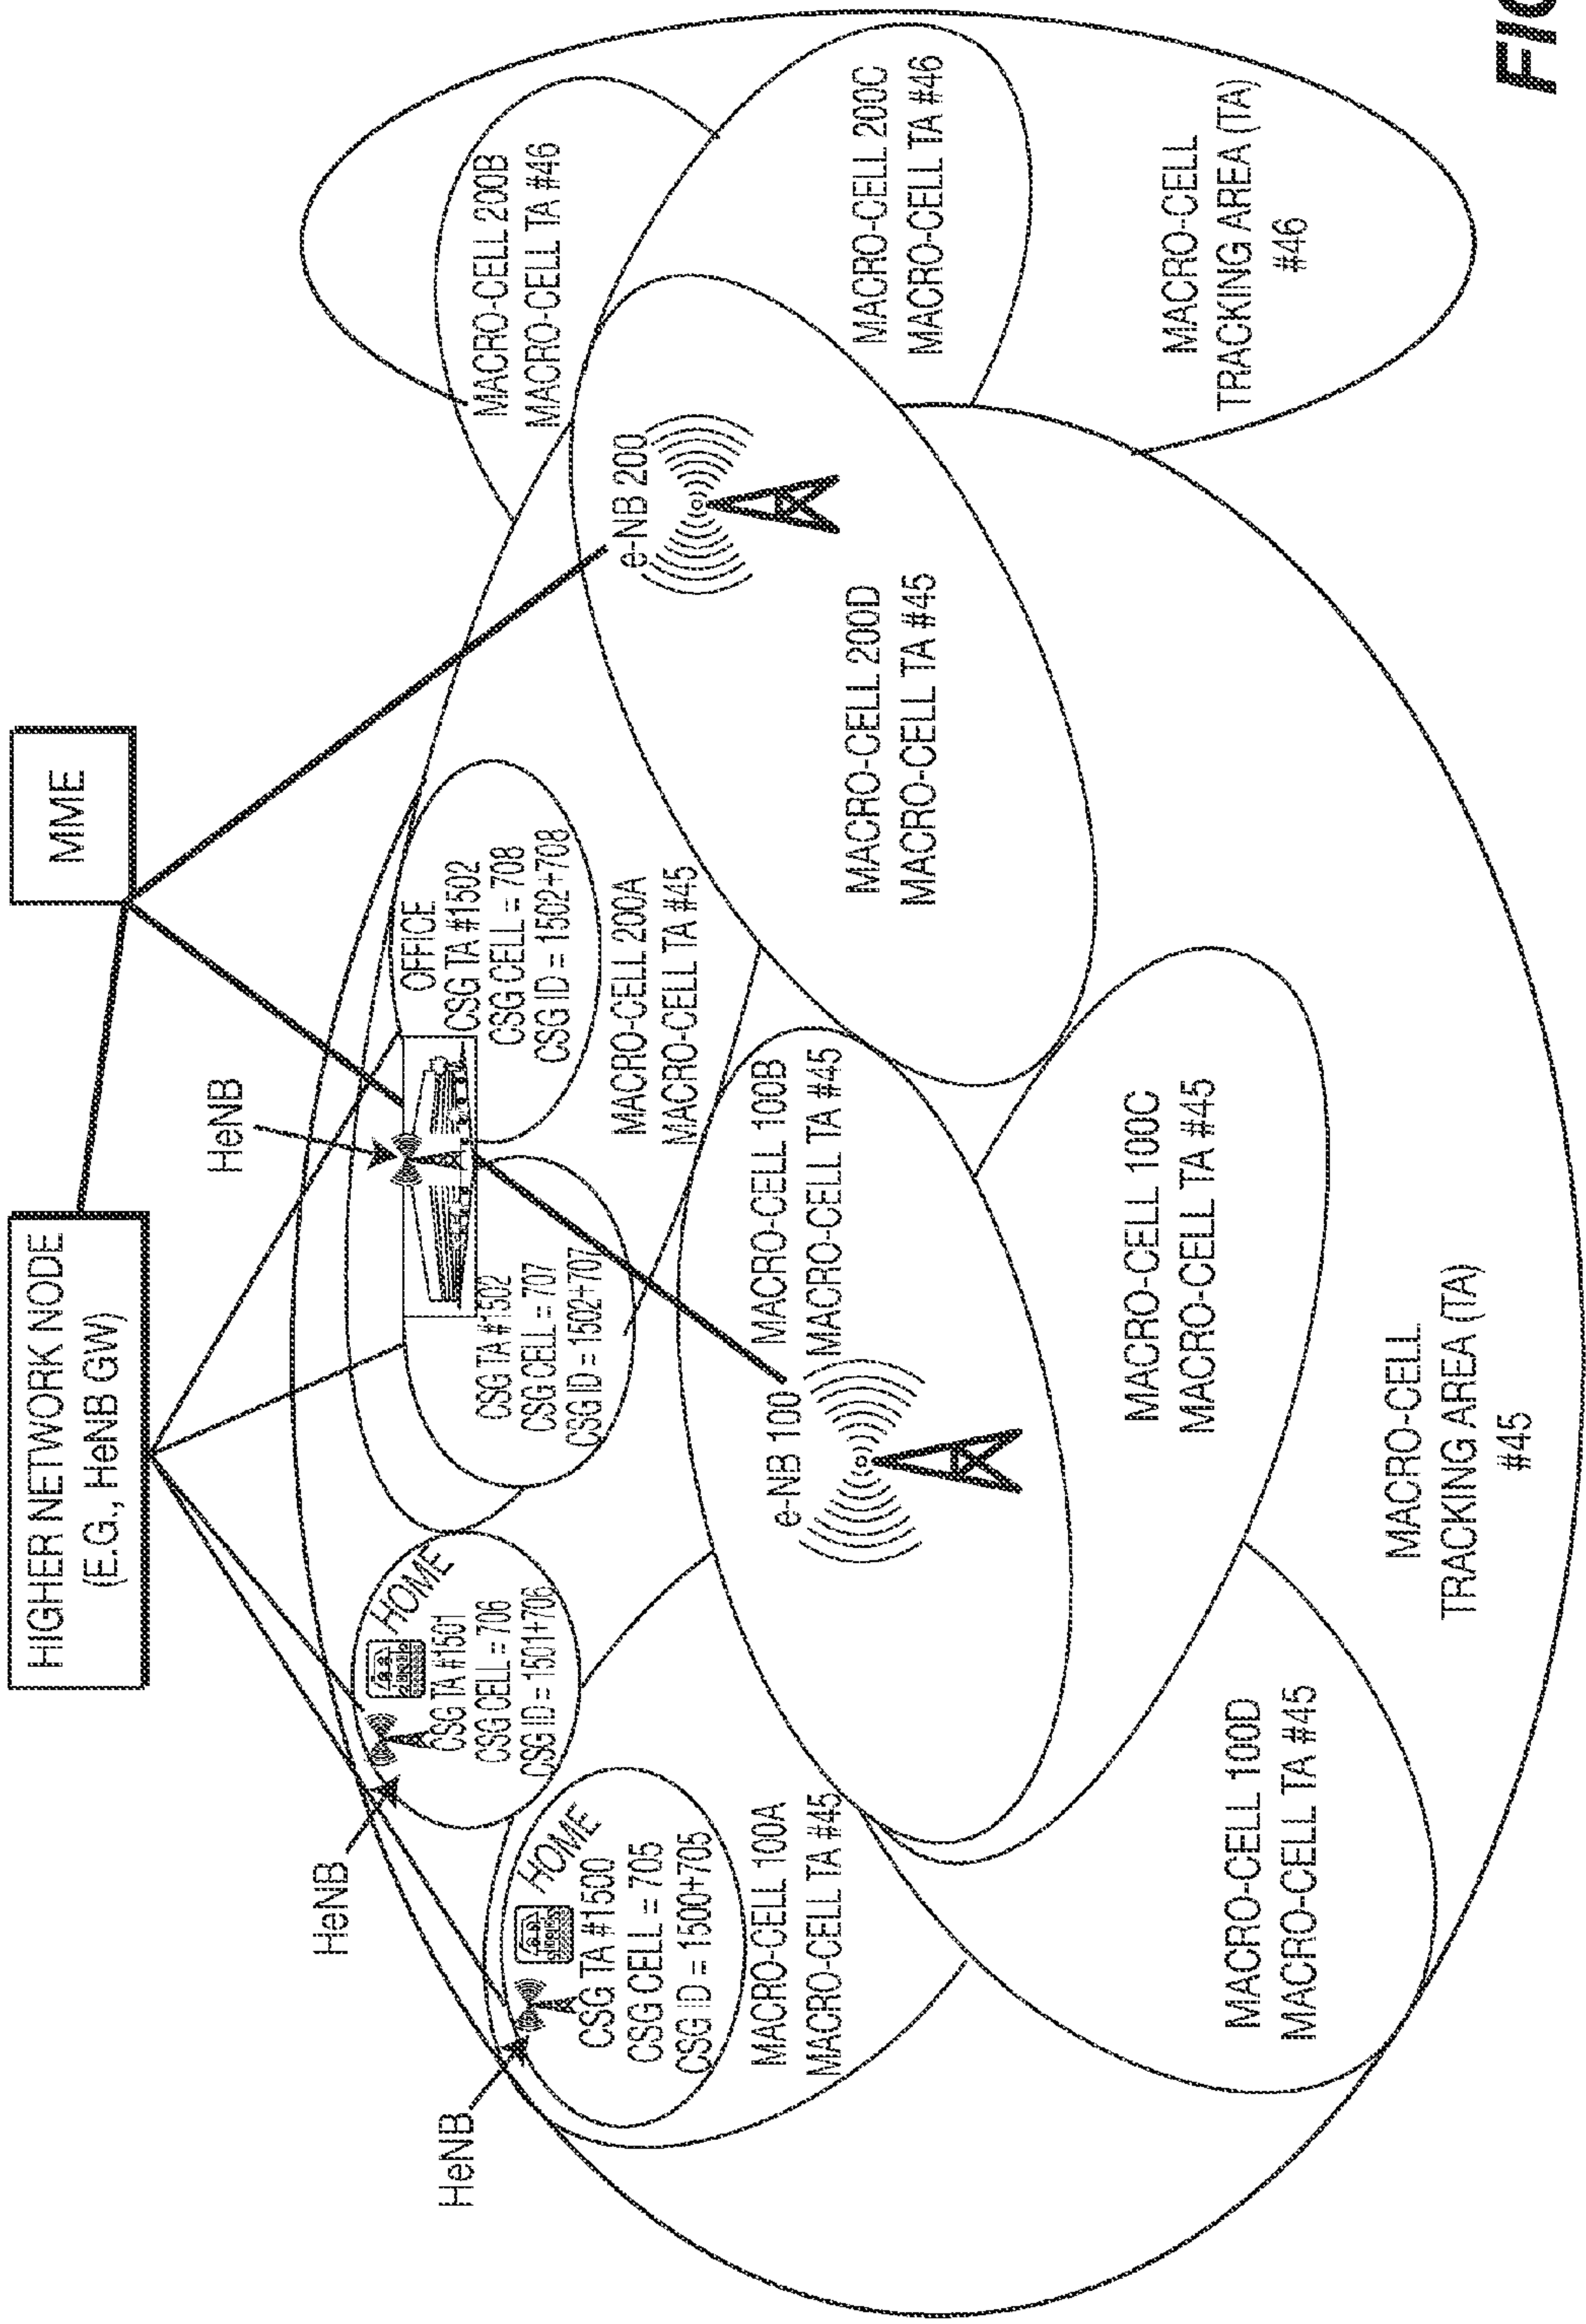 HIGHER NETWORK NODE
(E.G., HeNB GW)
MME
HeNB
HeNB
HeNB
HOME
CSG TA #1500
CSG CELL = 705
CSG ID = 1500+705
HOME
CSG TA #1501
CSG CELL = 706
CSG ID = 1501+706
CSG TA #1502
CSG CELL = 707
CSG ID = 1502+707
OFFICE
CSG TA #1502
CSG CELL = 708
CSG ID = 1502+708
MACRO-CELL 100A
MACRO-CELL TA #45
MACRO-CELL 200A
MACRO-CELL TA #45
e-NB 100
MACRO-CELL 100B
MACRO-CELL TA #45
e-NB 200
MACRO-CELL 200B
MACRO-CELL TA #46
MACRO-CELL 200C
MACRO-CELL TA #46
MACRO-CELL 200D
MACRO-CELL TA #45
MACRO-CELL 100C
MACRO-CELL TA #45
MACRO-CELL 100D
MACRO-CELL TA #45
MACRO-CELL
TRACKING AREA (TA)
#45
MACRO-CELL
TRACKING AREA (TA)
#46